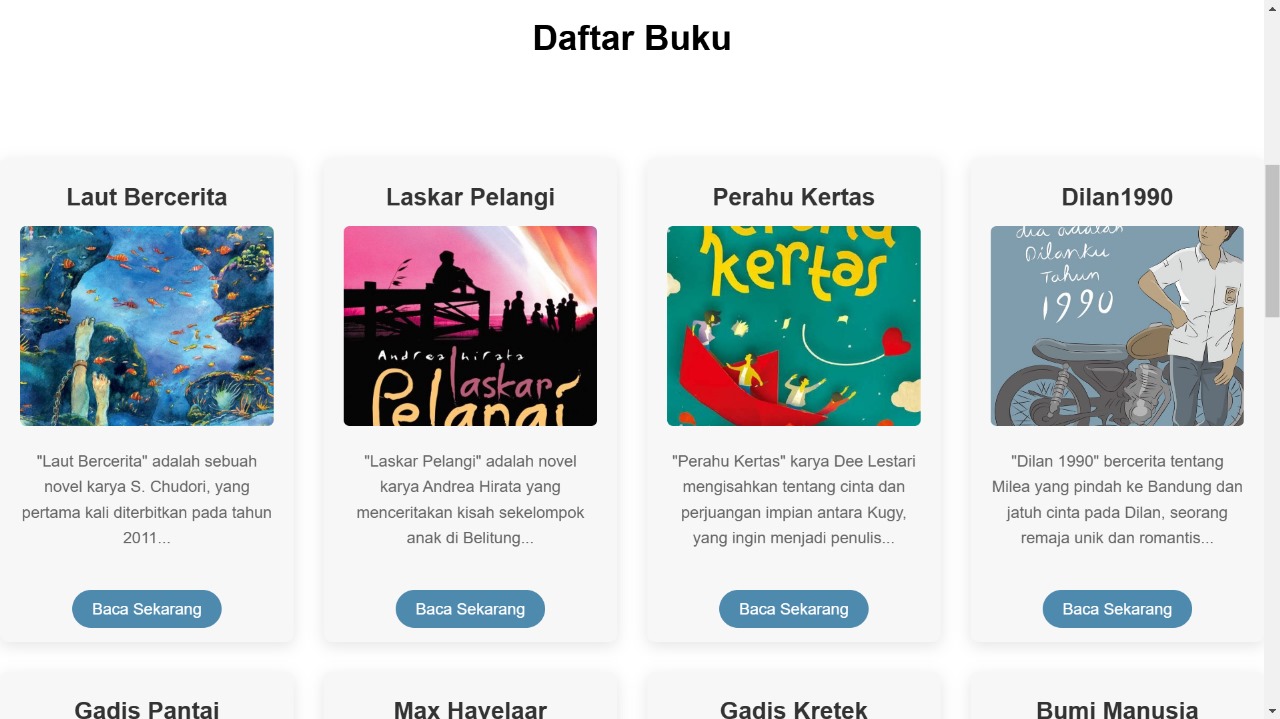 Daftar Buku
Laut Bercerita
Laskar Pelangi
Perahu Kertas
Dilan1990
Andrea hirata
laskar
Pelangi
kertas
dia adalah
Dilanku
Tahun
1990
"Laut Bercerita" adalah sebuah
novel karya S. Chudori, yang
pertama kali diterbitkan pada tahun
2011...
"Laskar Pelangi" adalah novel
karya Andrea Hirata yang
menceritakan kisah sekelompok
anak di Belitung...
"Perahu Kertas" karya Dee Lestari
mengisahkan tentang cinta dan
perjuangan impian antara Kugy,
yang ingin menjadi penulis...
"Dilan 1990" bercerita tentang
Milea yang pindah ke Bandung dan
jatuh cinta pada Dilan, seorang
remaja unik dan romantis...
Baca Sekarang
Baca Sekarang
Baca Sekarang
Baca Sekarang
Gadis Pantai
Max Havelaar
Gadis Kretek
Bumi Manusia